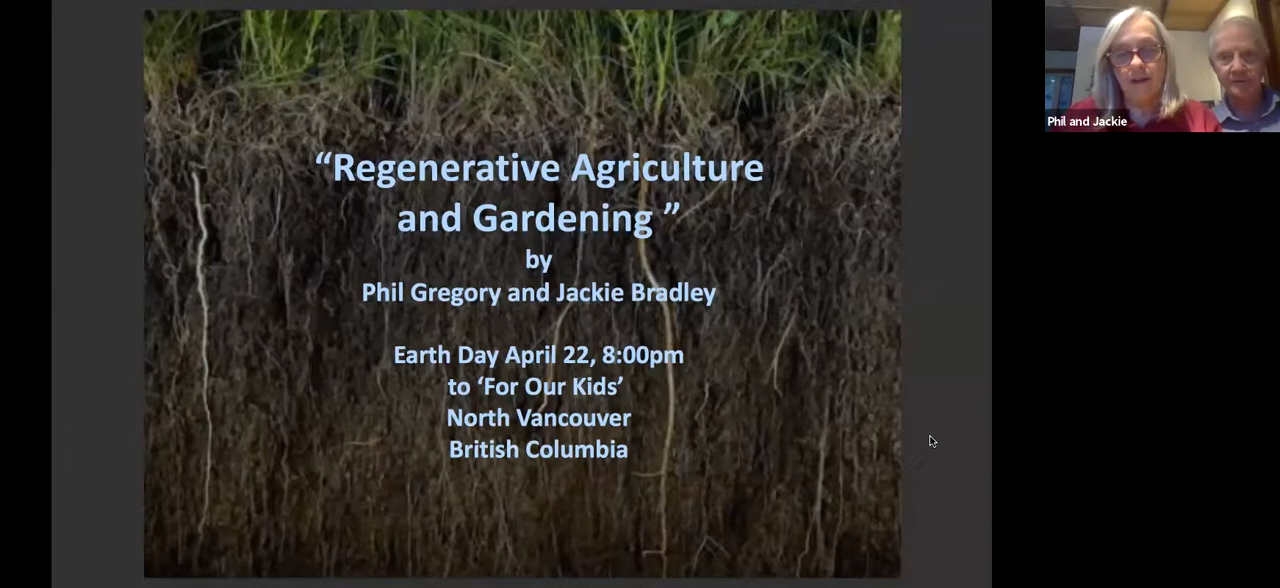 “Regenerative Agriculture
and Gardening ”
by
Phil Gregory and Jackie Bradley
Earth Day April 22, 8:00pm
to ‘For Our Kids’
North Vancouver
British Columbia
Phil and Jackie